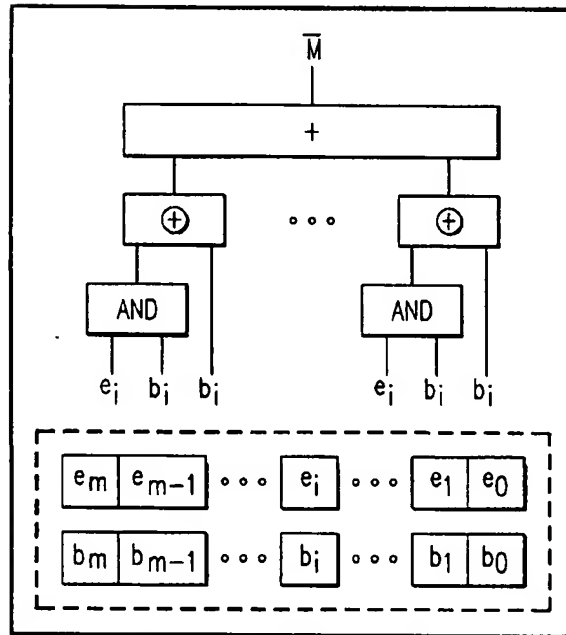 M̅
+
⊕ ∘ ∘ ∘ ⊕
AND AND
e_i b_i b_i e_i b_i b_i
e_m e_{m-1} ∘ ∘ ∘ e_i ∘ ∘ ∘ e_1 e_0
b_m b_{m-1} ∘ ∘ ∘ b_i ∘ ∘ ∘ b_1 b_0